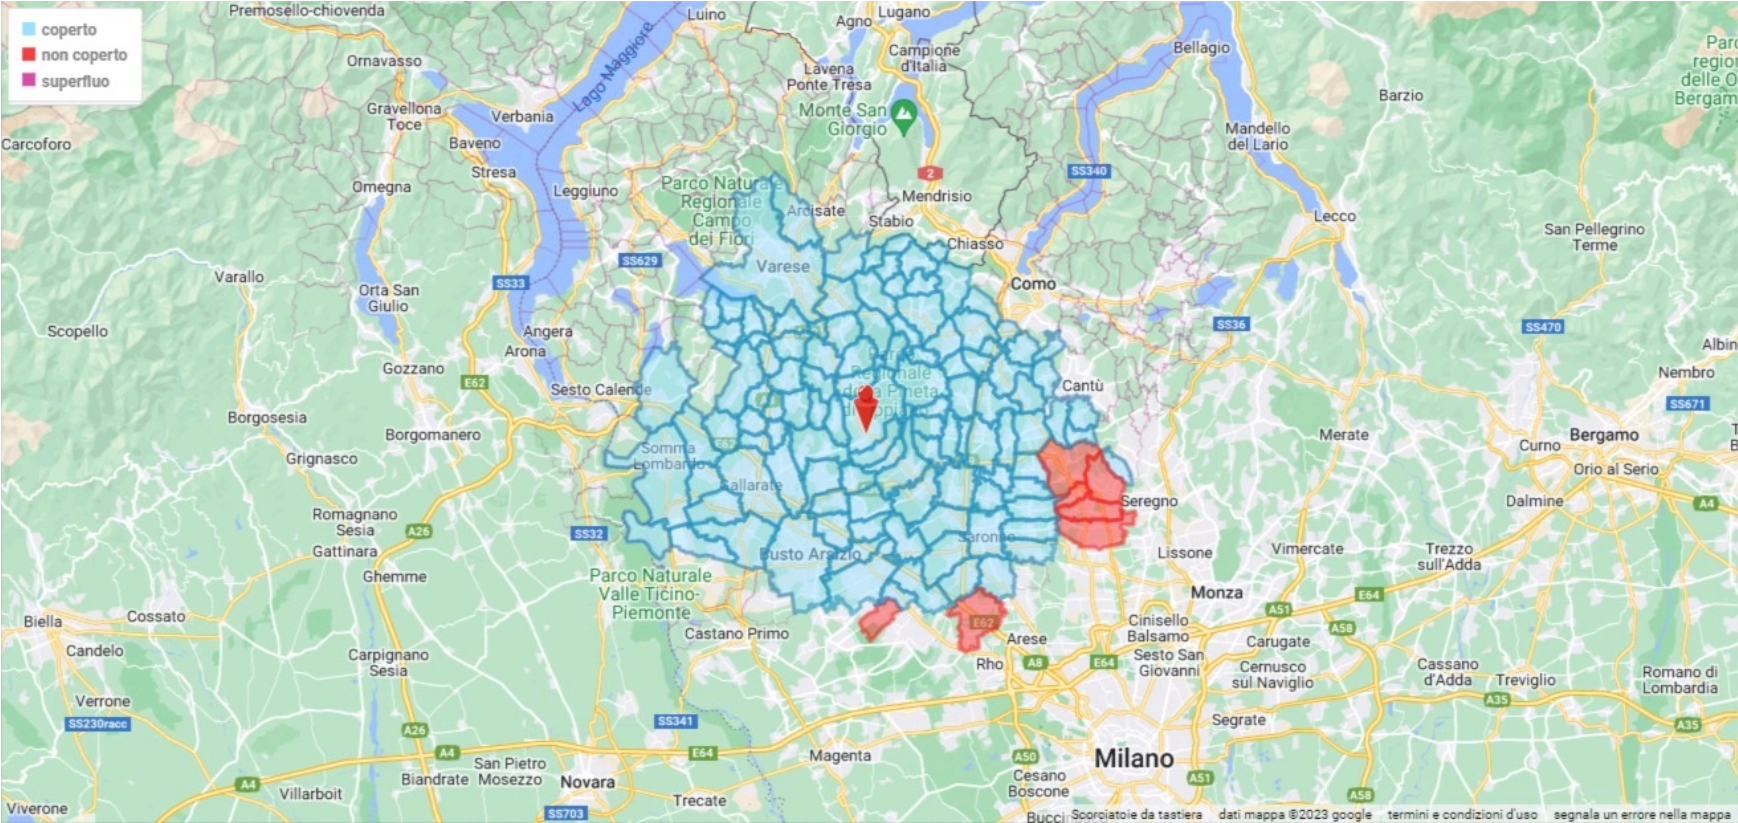 coperto
non coperto
superfluo
Premosello-chiovenda
Luino
Agno
Lugano
Ornavasso
Lago Maggiore
Lavena
Ponte Tresa
Campione
d'Italia
Bellagio
Gravellona
Toce
Verbania
Monte San
Giorgio
Barzio
Carcoforo
Baveno
Stresa
Mandello
del Lario
Omegna
Leggiuno
2
SS340
Parco Naturale
Regionale
Campo
dei Fiori
Arcisate
Mendrisio
Stabio
Chiasso
Lecco
San Pellegrino
Terme
Varallo
SS33
SS629
Varese
Como
Orta San
Giulio
Scopello
Angera
Arona
SS36
SS470
Gozzano
E62
Sesto Calende
Cantù
Nembro
SS671
Borgosesia
Borgomanero
Merate
Curno
Bergamo
Orio al Serio
Grignasco
Somma
Lombardo
Gallarate
Seregno
Dalmine
A4
Romagnano
Sesia
A26
Gattinara
SS32
Saronno
Busto Arsizio
Lissone
Vimercate
Trezzo
sull'Adda
Ghemme
Parco Naturale
Valle Ticino-
Piemonte
Monza
E64
A51
A58
Biella
Cossato
Castano Primo
E62
Arese
Cinisello
Balsamo
Carugate
Candelo
Carpignano
Sesia
Rho
A8
E64
Sesto San
Giovanni
Cernusco
sul Naviglio
Cassano
d'Adda
Treviglio
Romano di
Lombardia
Verrone
SS230racc
A26
SS341
Segrate
A35
A35
A4
E64
Magenta
A50
Milano
San Pietro
Mosezzo
Biandrate
Novara
Cesano
Boscone
A51
A4
Villarboit
Trecate
A58
Viverone
SS703
Scorciatoie da tastiera
dati mappa ©2023 google
termini e condizioni d'uso
segnala un errore nella mappa